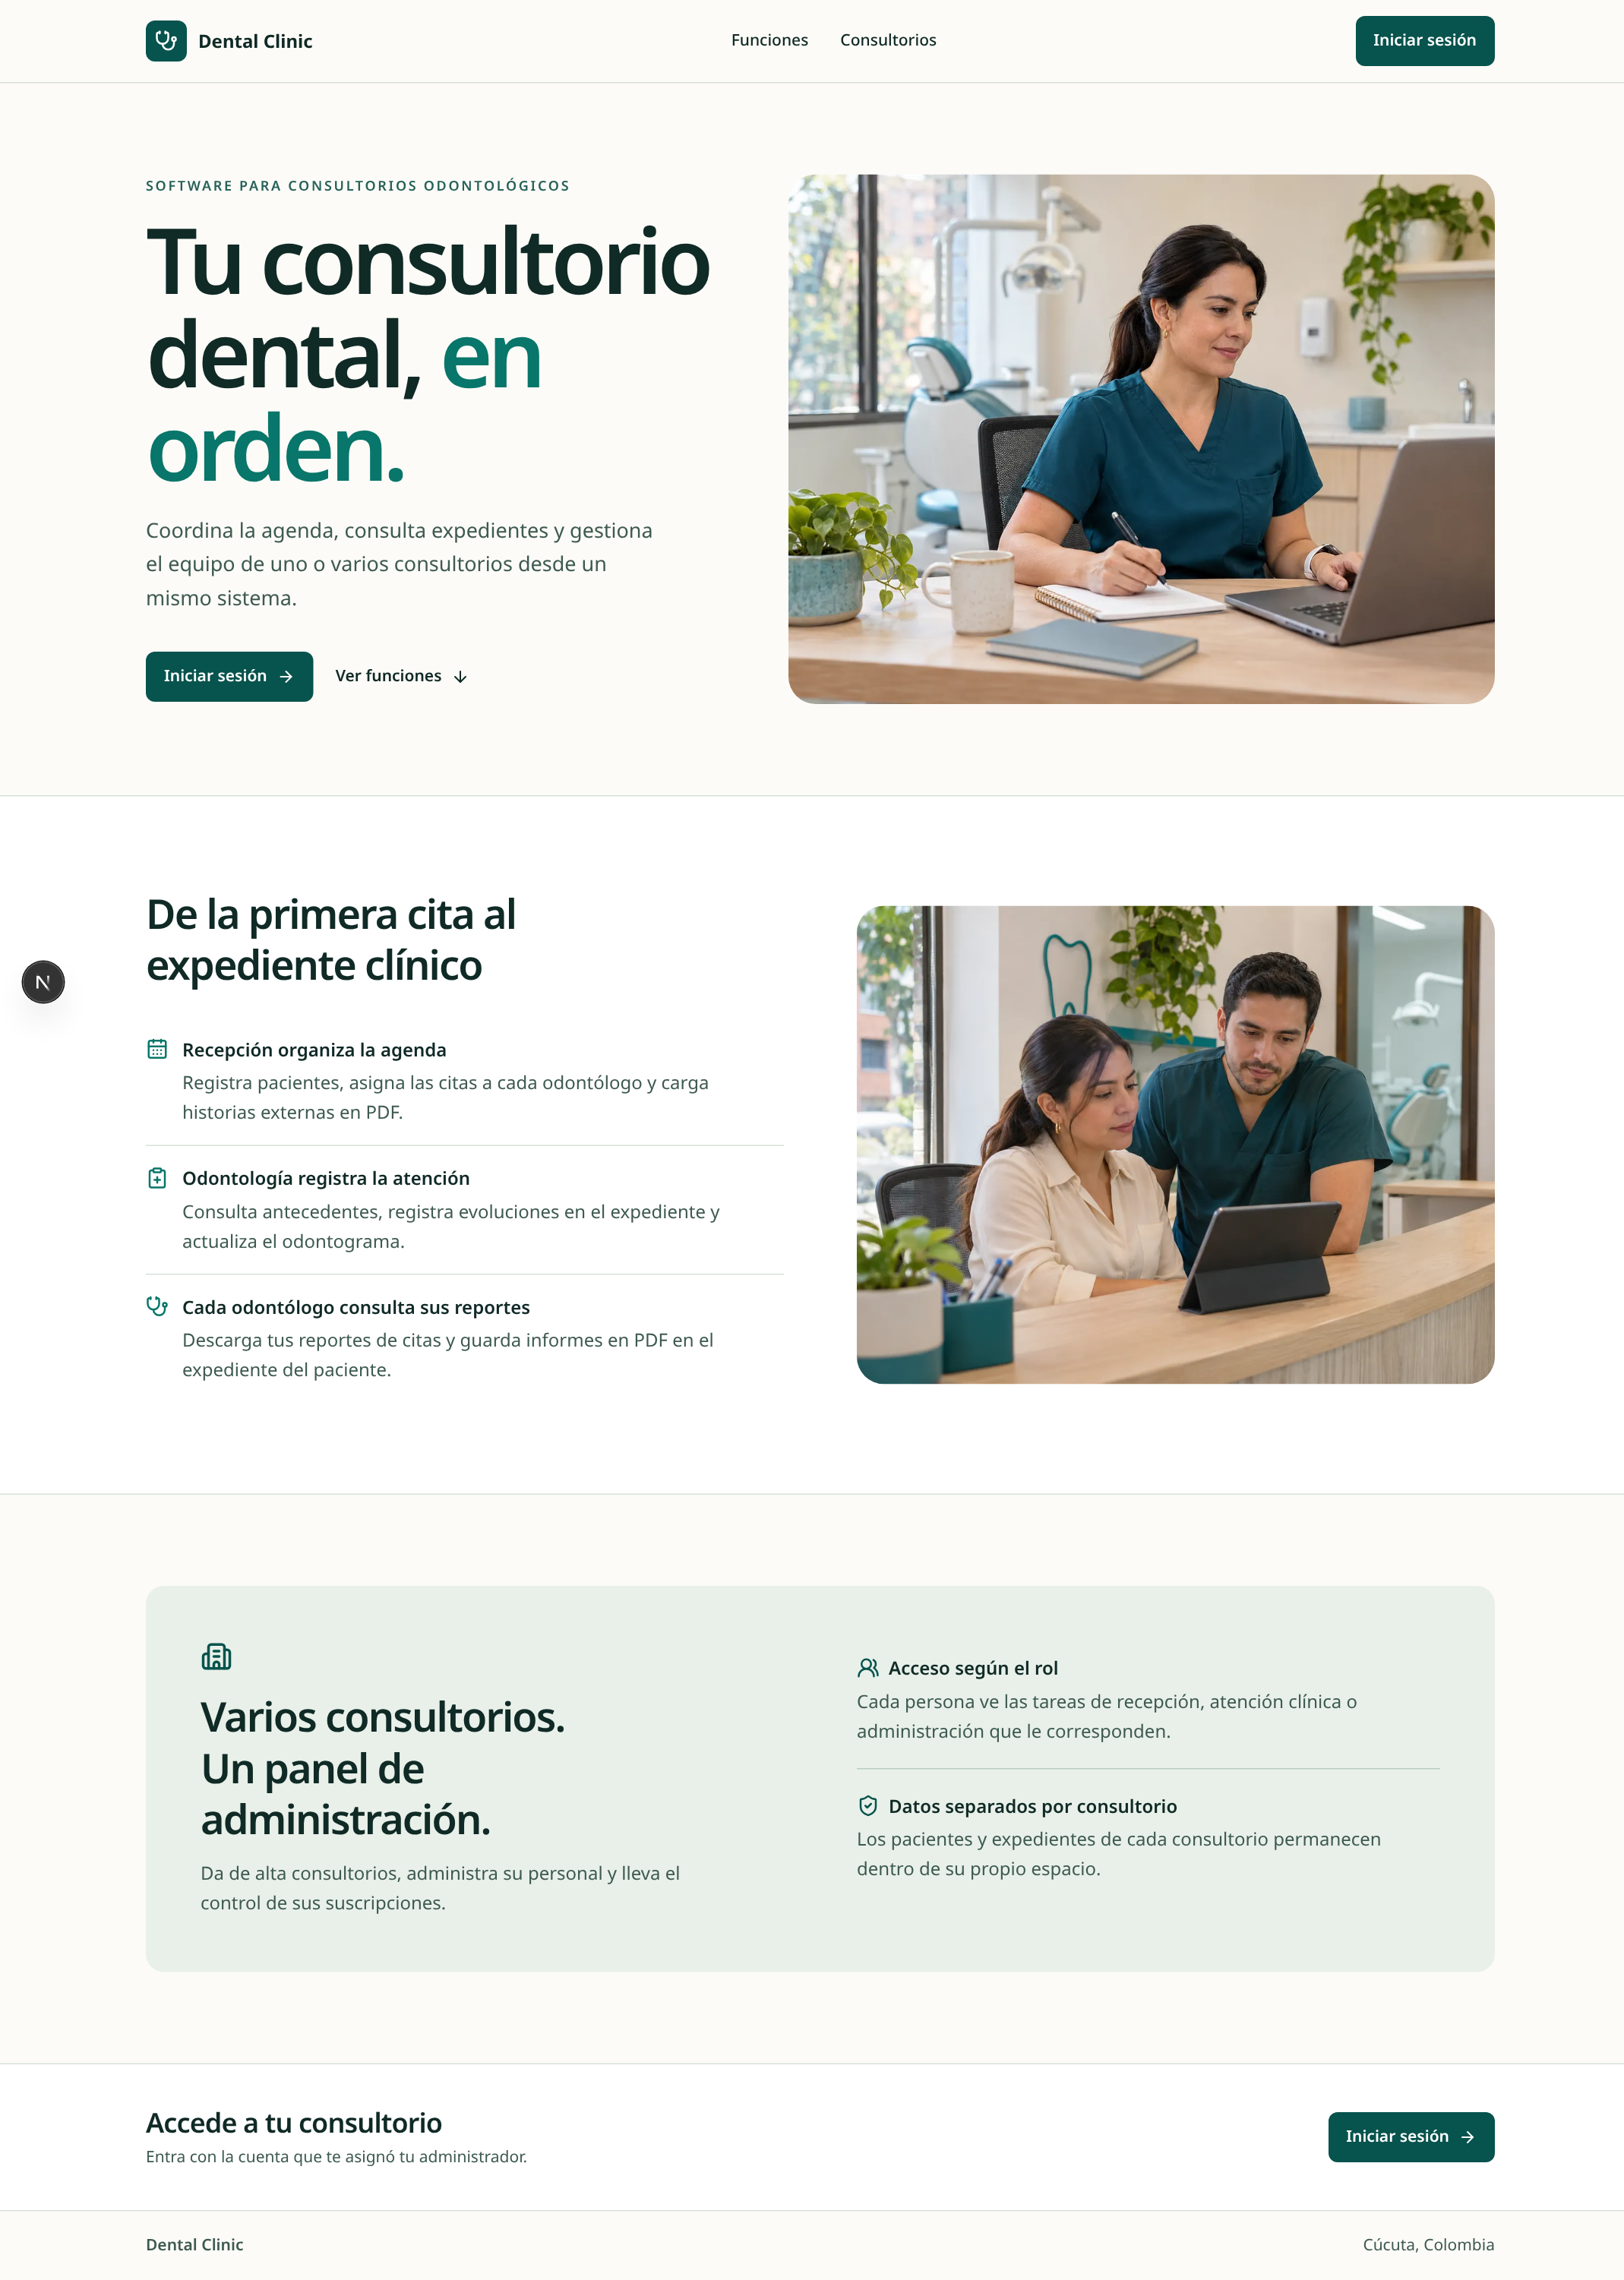 Dental Clinic
Funciones
Consultorios
Iniciar sesión
SOFTWARE PARA CONSULTORIOS ODONTOLÓGICOS
Tu consultorio
dental, en
orden.
Coordina la agenda, consulta expedientes y gestiona
el equipo de uno o varios consultorios desde un
mismo sistema.
Iniciar sesión →
Ver funciones ↓
De la primera cita al
expediente clínico
N
Recepción organiza la agenda
Registra pacientes, asigna las citas a cada odontólogo y carga
historias externas en PDF.
Odontología registra la atención
Consulta antecedentes, registra evoluciones en el expediente y
actualiza el odontograma.
Cada odontólogo consulta sus reportes
Descarga tus reportes de citas y guarda informes en PDF en el
expediente del paciente.
Varios consultorios.
Un panel de
administración.
Da de alta consultorios, administra su personal y lleva el
control de sus suscripciones.
Acceso según el rol
Cada persona ve las tareas de recepción, atención clínica o
administración que le corresponden.
Datos separados por consultorio
Los pacientes y expedientes de cada consultorio permanecen
dentro de su propio espacio.
Accede a tu consultorio
Entra con la cuenta que te asignó tu administrador.
Iniciar sesión →
Dental Clinic
Cúcuta, Colombia